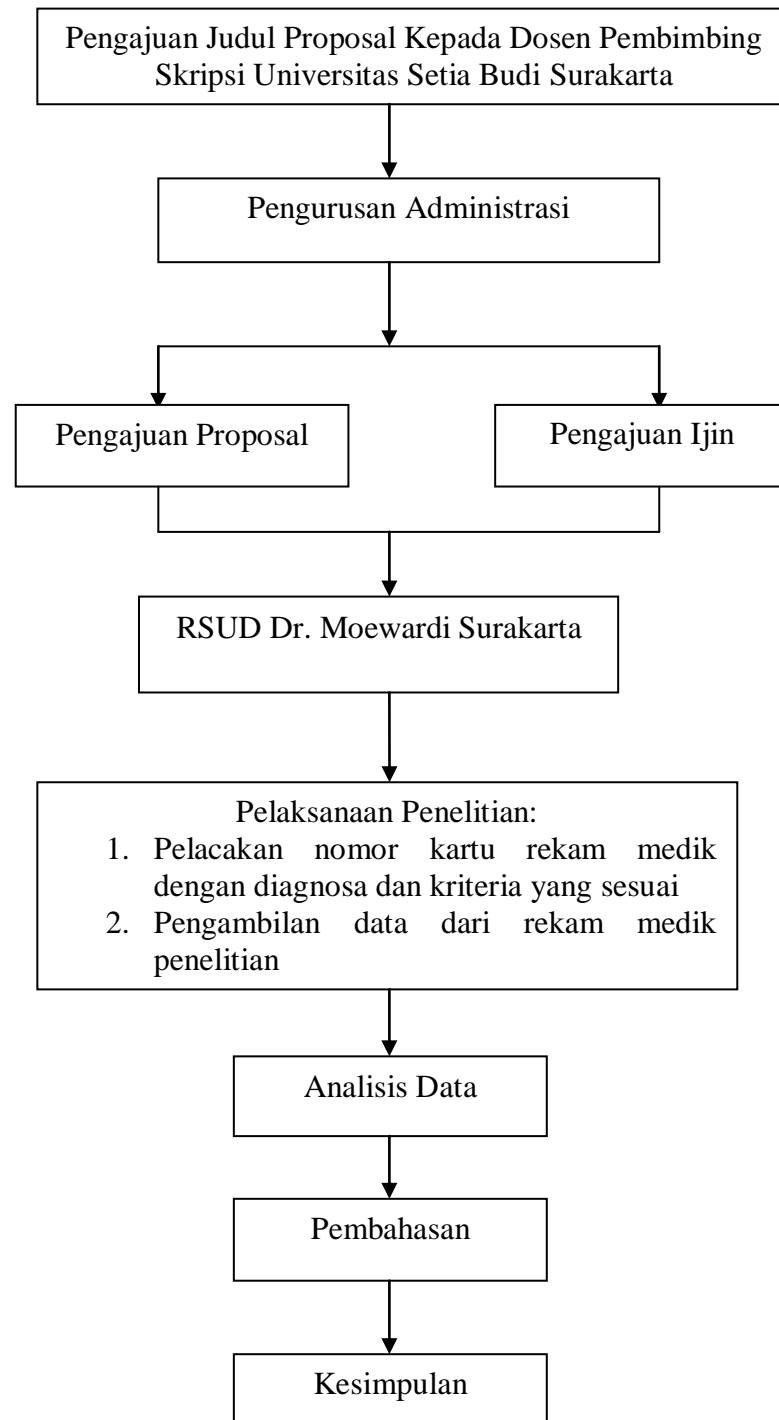 Pengajuan Judul Proposal Kepada Dosen Pembimbing
Skripsi Universitas Setia Budi Surakarta
Pengurusan Administrasi
Pengajuan Proposal
Pengajuan Ijin
RSUD Dr. Moewardi Surakarta
Pelaksanaan Penelitian:
1. Pelacakan nomor kartu rekam medik
dengan diagnosa dan kriteria yang sesuai
2. Pengambilan data dari rekam medik
penelitian
Analisis Data
Pembahasan
Kesimpulan